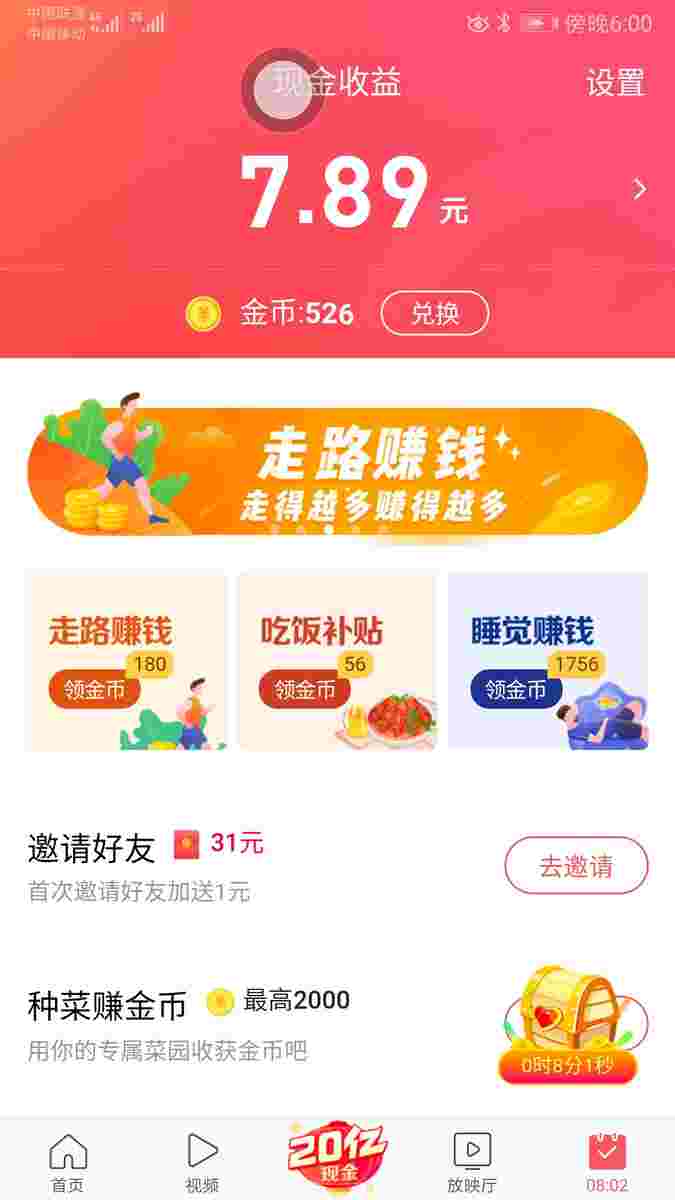 中国联通 46
中国移动 2G 傍晚6:00
现金收益
设置
7.89元
金币:526
兑换
走路赚钱
走得越多赚得越多
走路赚钱
180
领金币
吃饭补贴
56
领金币
睡觉赚钱
1756
领金币
邀请好友 31元
首次邀请好友加送1元
去邀请
种菜赚金币 最高2000
用你的专属菜园收获金币吧
0时8分1秒
20亿
现金
首页
视频
放映厅
08:02